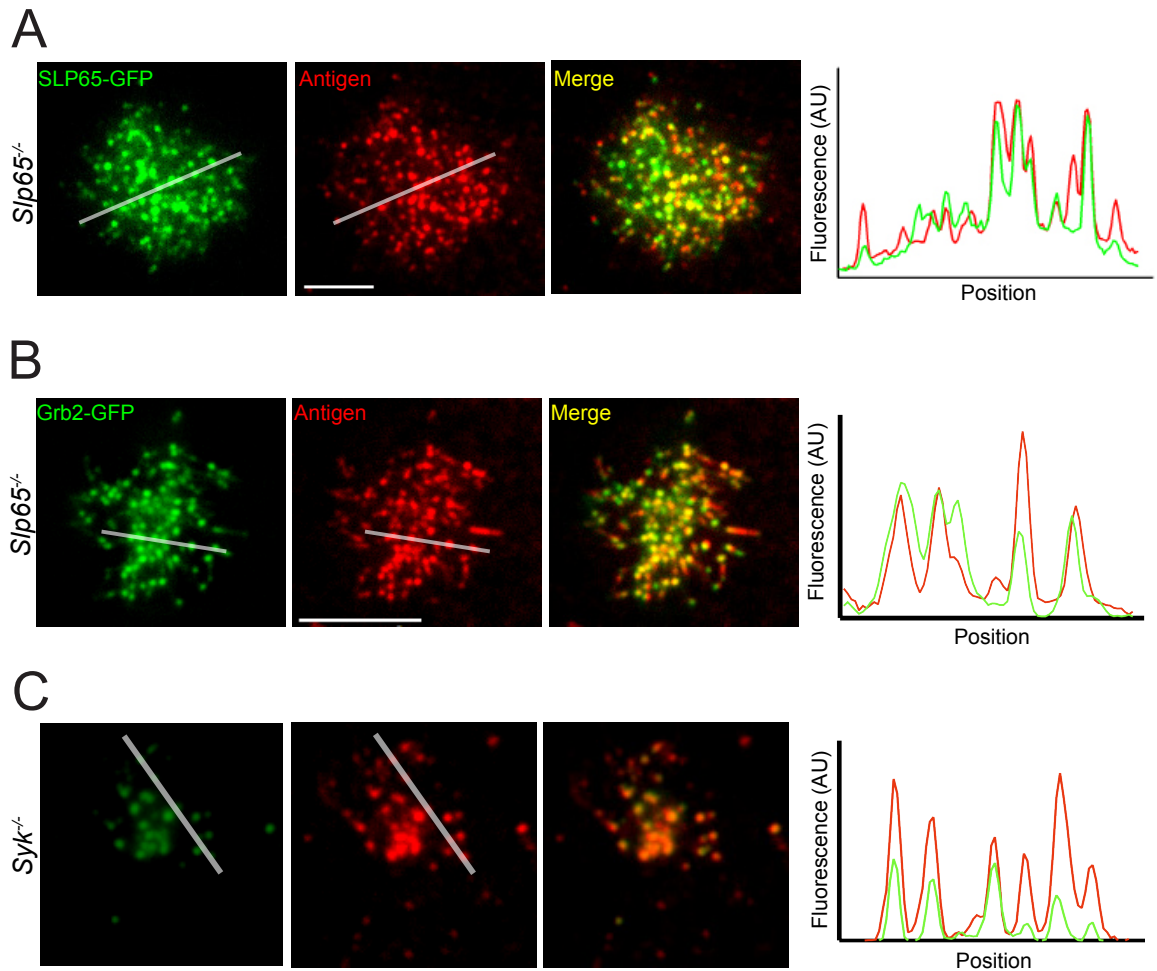 A
SLP65-GFP
Antigen
Merge
Slp65-/-
Fluorescence (AU)
Position
B
Grb2-GFP
Antigen
Merge
Slp65-/-
Fluorescence (AU)
Position
C
Syk-/-
Fluorescence (AU)
Position